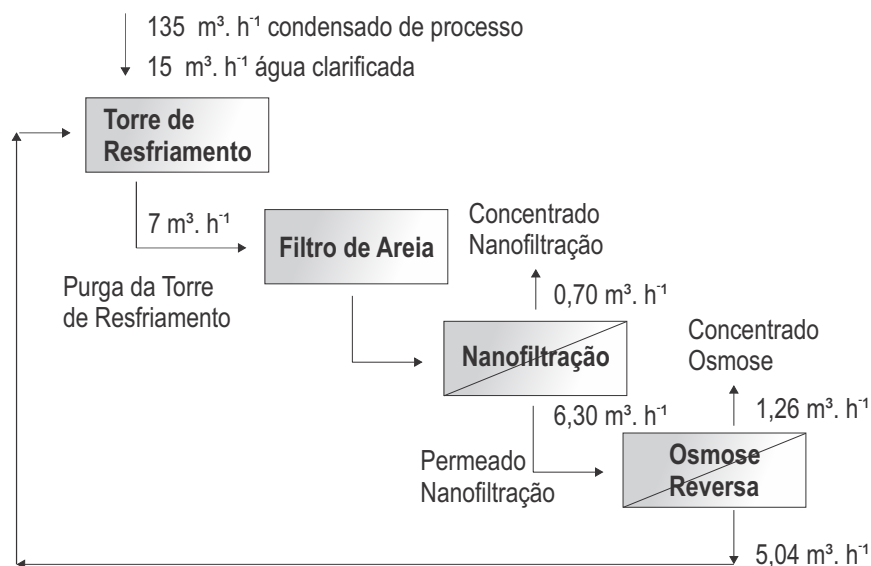 135 m³. h⁻¹ condensado de processo
15 m³. h⁻¹ água clarificada
Torre de
Resfriamento
7 m³. h⁻¹
Purga da Torre
de Resfriamento
Filtro de Areia
Concentrado
Nanofiltração
0,70 m³. h⁻¹
Nanofiltração
6,30 m³. h⁻¹
Permeado
Nanofiltração
Concentrado
Osmose
1,26 m³. h⁻¹
Osmose
Reversa
5,04 m³. h⁻¹